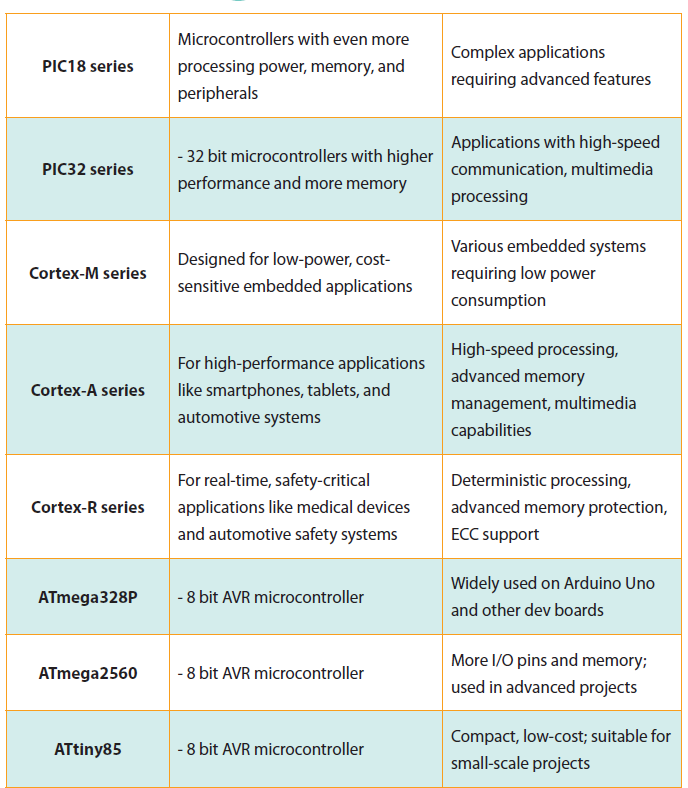 PIC18 series
Microcontrollers with even more
processing power, memory, and
peripherals
Complex applications
requiring advanced features
PIC32 series
- 32 bit microcontrollers with higher
performance and more memory
Applications with high-speed
communication, multimedia
processing
Cortex-M series
Designed for low-power, cost-
sensitive embedded applications
Various embedded systems
requiring low power
consumption
Cortex-A series
For high-performance applications
like smartphones, tablets, and
automotive systems
High-speed processing,
advanced memory
management, multimedia
capabilities
Cortex-R series
For real-time, safety-critical
applications like medical devices
and automotive safety systems
Deterministic processing,
advanced memory protection,
ECC support
ATmega328P
- 8 bit AVR microcontroller
Widely used on Arduino Uno
and other dev boards
ATmega2560
- 8 bit AVR microcontroller
More I/O pins and memory;
used in advanced projects
ATtiny85
- 8 bit AVR microcontroller
Compact, low-cost; suitable for
small-scale projects